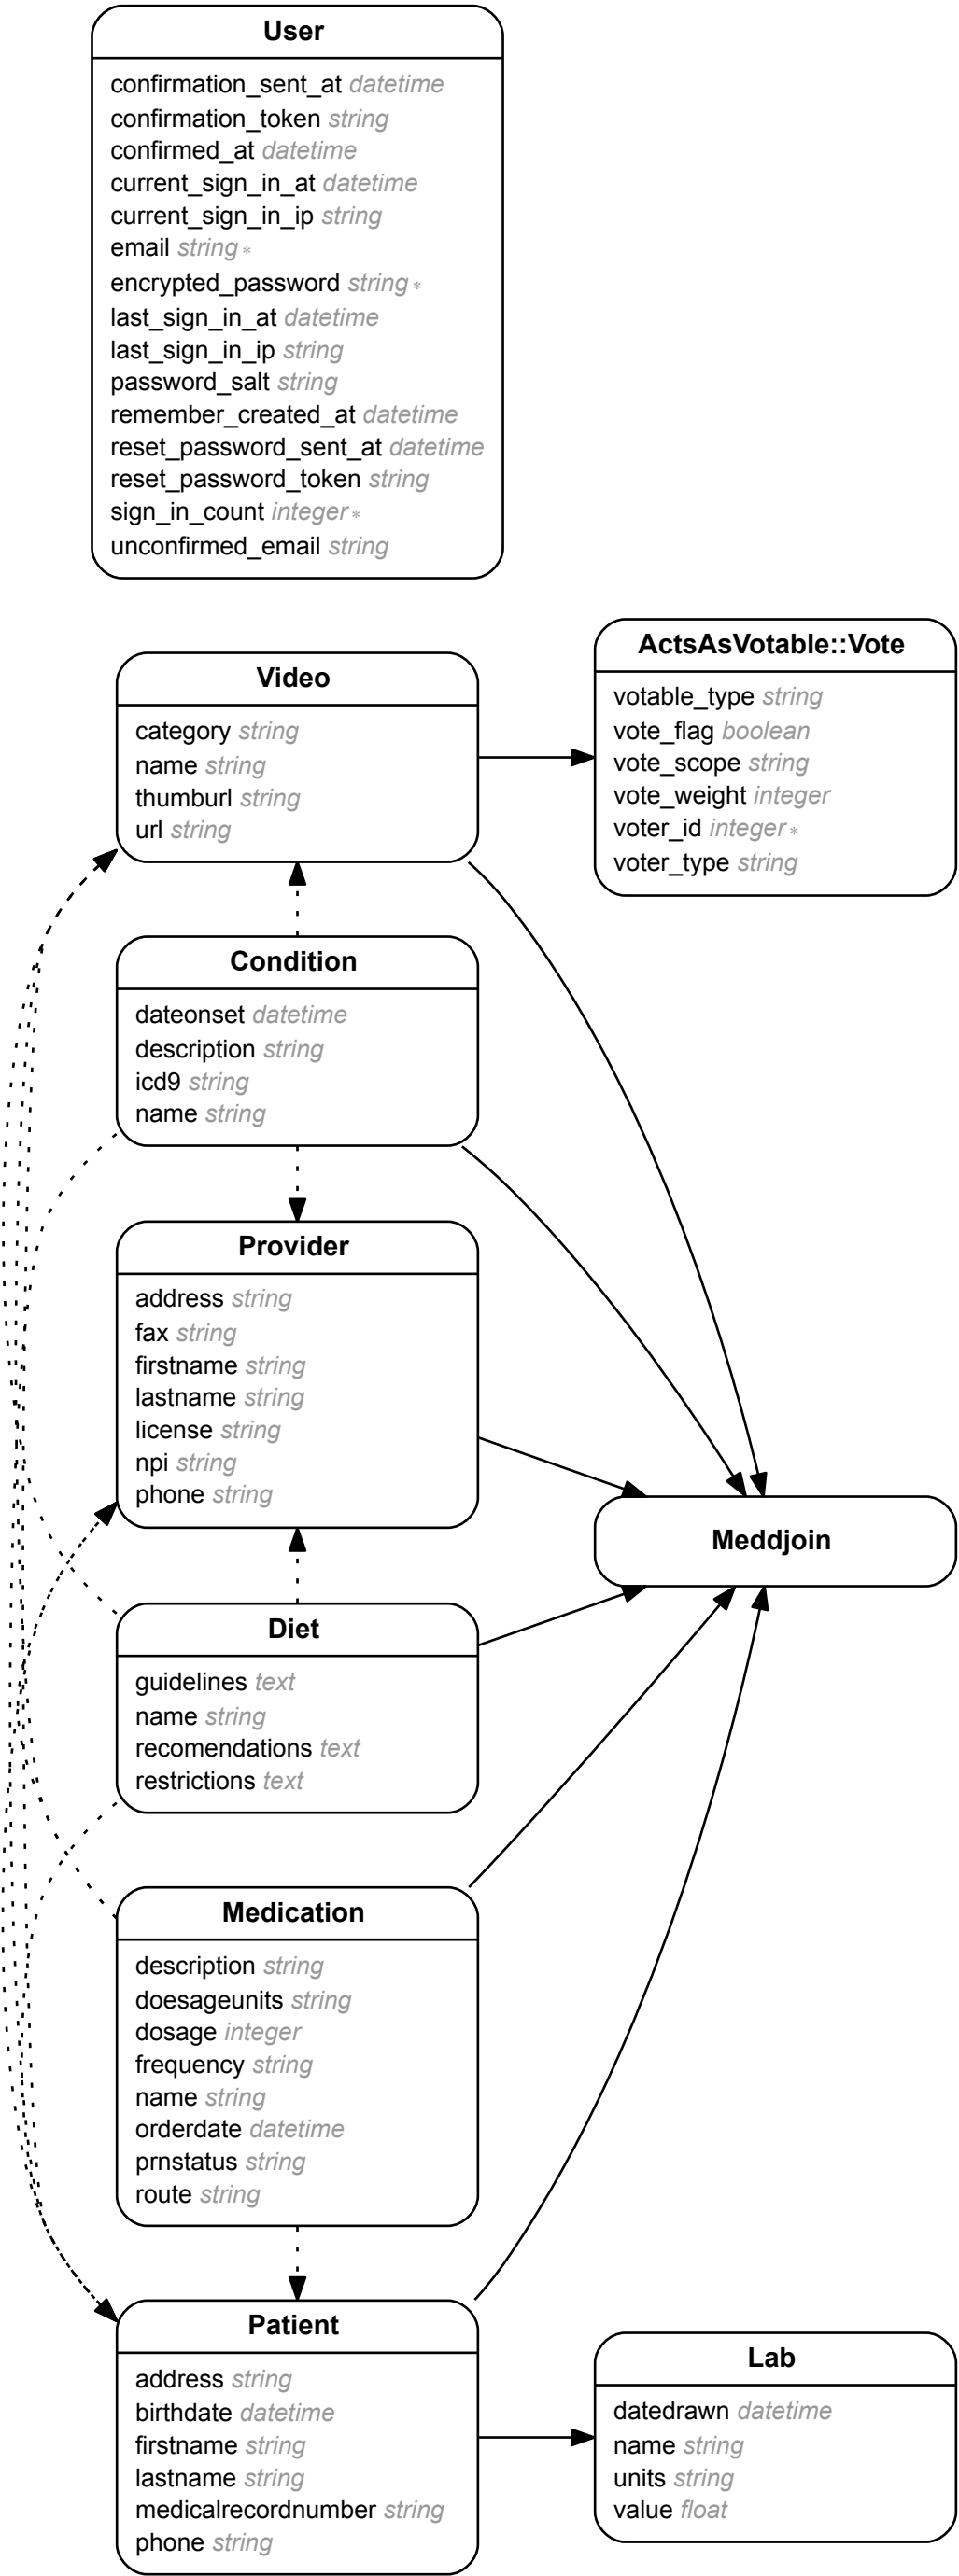 User
confirmation_sent_at datetime
confirmation_token string
confirmed_at datetime
current_sign_in_at datetime
current_sign_in_ip string
email string *
encrypted_password string *
last_sign_in_at datetime
last_sign_in_ip string
password_salt string
remember_created_at datetime
reset_password_sent_at datetime
reset_password_token string
sign_in_count integer *
unconfirmed_email string
Video
category string
name string
thumburl string
url string
ActsAsVotable::Vote
votable_type string
vote_flag boolean
vote_scope string
vote_weight integer
voter_id integer *
voter_type string
Condition
dateonset datetime
description string
icd9 string
name string
Provider
address string
fax string
firstname string
lastname string
license string
npi string
phone string
Meddjoin
Diet
guidelines text
name string
recomendations text
restrictions text
Medication
description string
doesageunits string
dosage integer
frequency string
name string
orderdate datetime
prnstatus string
route string
Patient
address string
birthdate datetime
firstname string
lastname string
medicalrecordnumber string
phone string
Lab
datedrawn datetime
name string
units string
value float